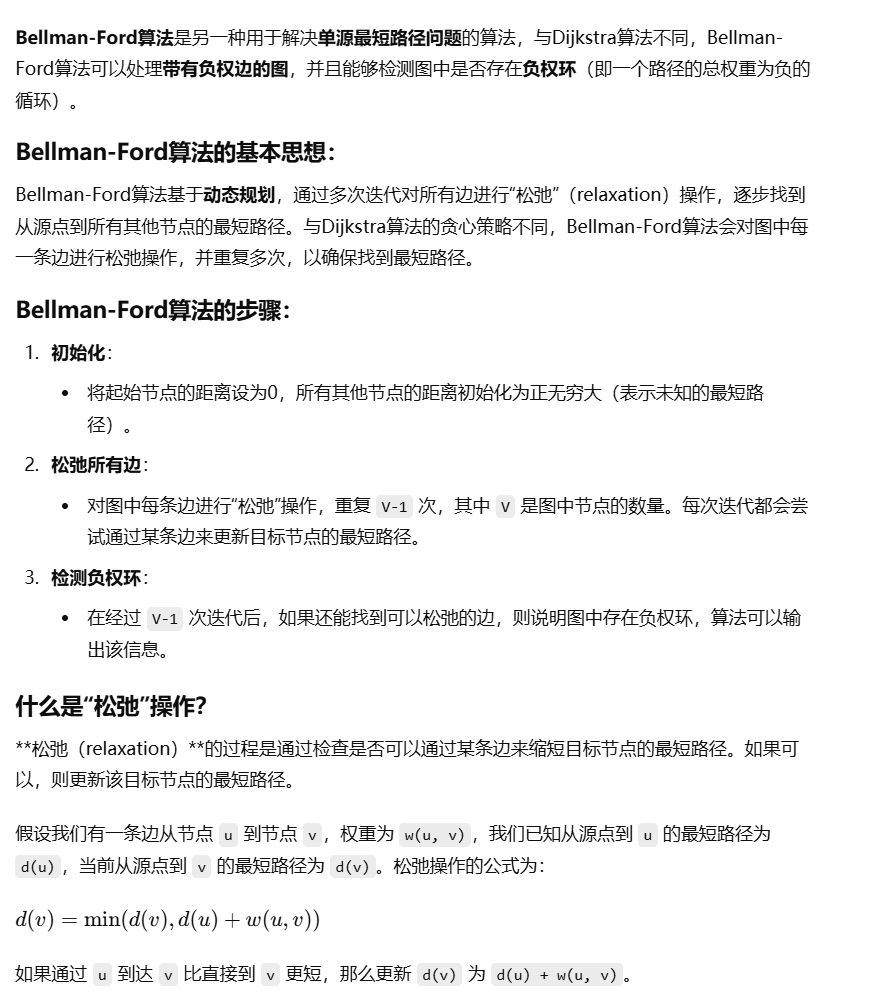 Bellman-Ford算法是另一种用于解决单源最短路径问题的算法，与Dijkstra算法不同，Bellman-
Ford算法可以处理带有负权边的图，并且能够检测图中是否存在负权环（即一个路径的总权重为负的
循环）。
Bellman-Ford算法的基本思想：
Bellman-Ford算法基于动态规划，通过多次迭代对所有边进行“松弛”（relaxation）操作，逐步找到
从源点到所有其他节点的最短路径。与Dijkstra算法的贪心策略不同，Bellman-Ford算法会对图中每
一条边进行松弛操作，并重复多次，以确保找到最短路径。
Bellman-Ford算法的步骤：
1. 初始化：
• 将起始节点的距离设为0，所有其他节点的距离初始化为正无穷大（表示未知的最短路
径）。
2. 松弛所有边：
• 对图中每条边进行“松弛”操作，重复 V-1 次，其中 V 是图中节点的数量。每次迭代都会尝
试通过某条边来更新目标节点的最短路径。
3. 检测负权环：
• 在经过 V-1 次迭代后，如果还能找到可以松弛的边，则说明图中存在负权环，算法可以输
出该信息。
什么是“松弛”操作？
**松弛（relaxation）**的过程是通过检查是否可以通过某条边来缩短目标节点的最短路径。如果可
以，则更新该目标节点的最短路径。
假设我们有一条边从节点 u 到节点 v，权重为 w(u, v)，我们已知从源点到 u 的最短路径为
d(u)，当前从源点到 v 的最短路径为 d(v)。松弛操作的公式为：
d(v) = min(d(v), d(u) + w(u, v))
如果通过 u 到达 v 比直接到 v 更短，那么更新 d(v) 为 d(u) + w(u, v)。